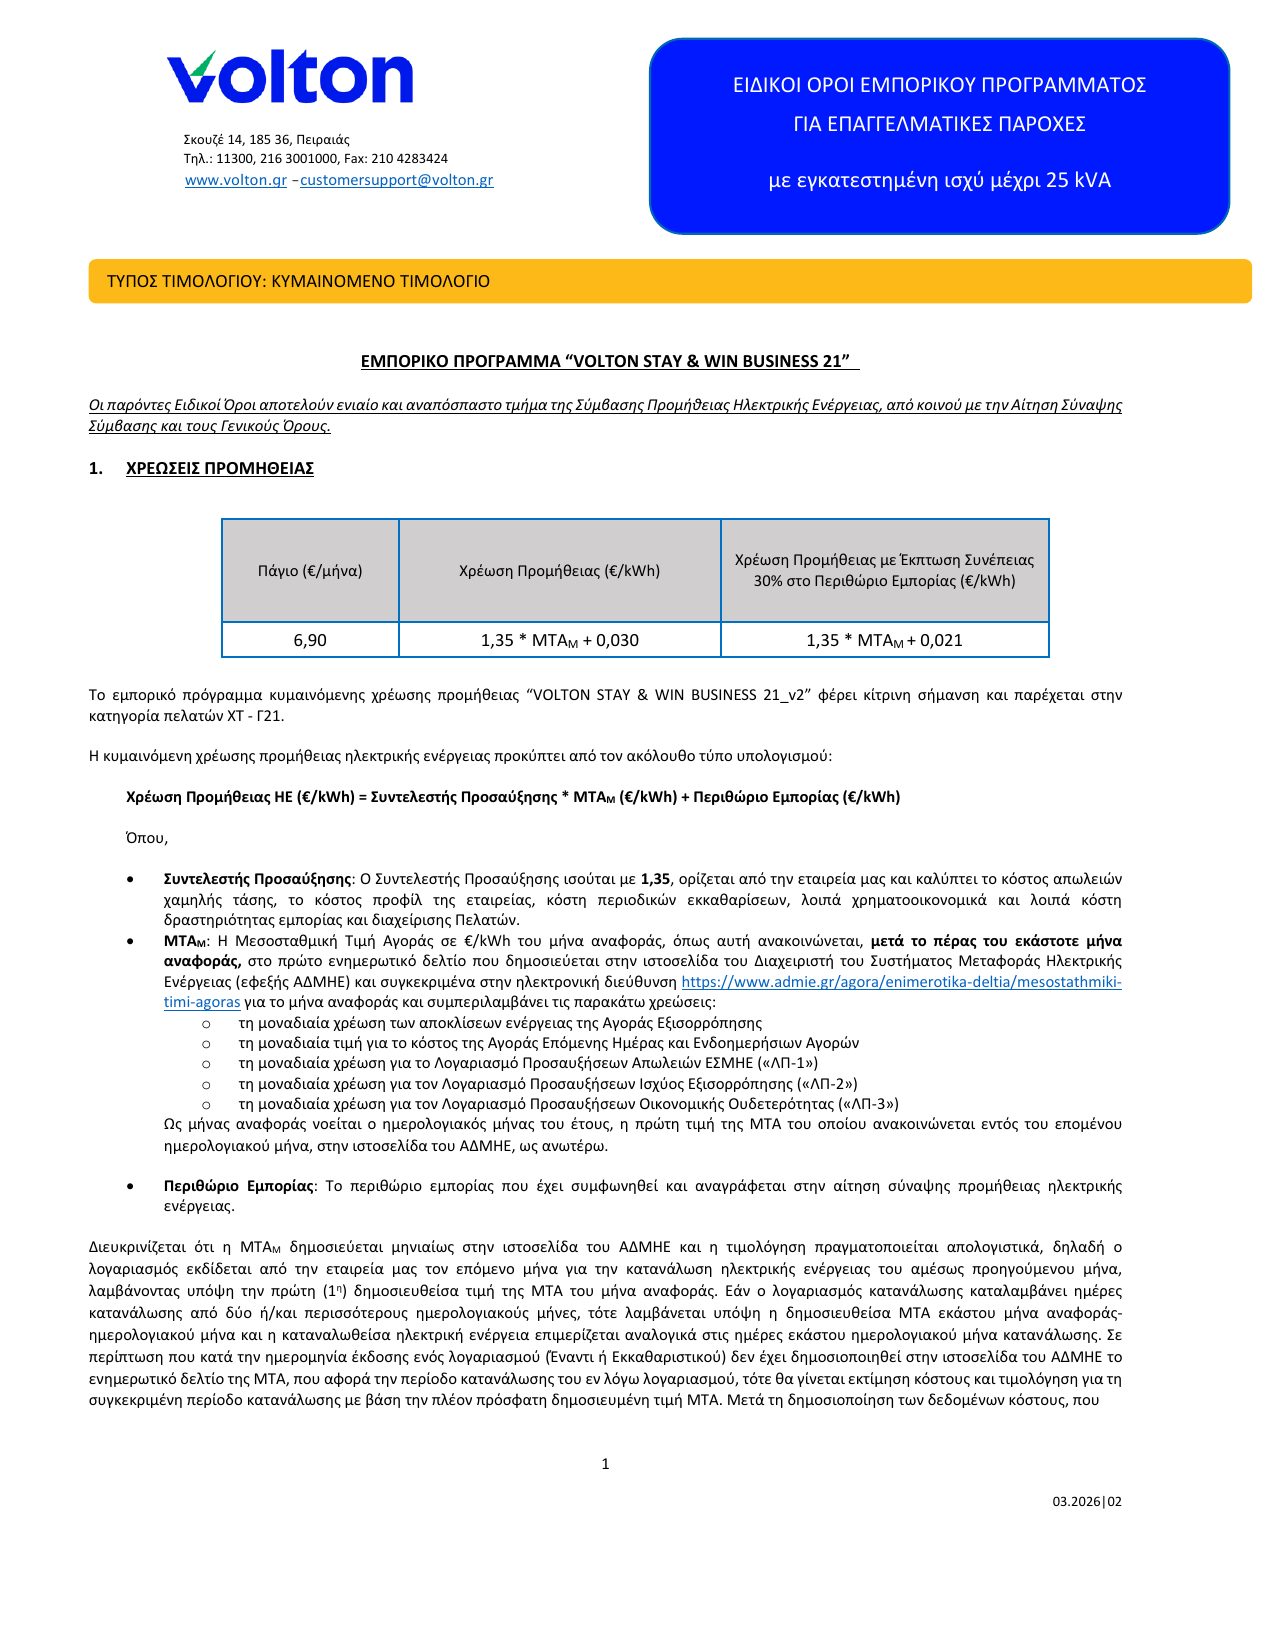 volton
Σκουζέ 14, 185 36, Πειραιάς
Τηλ.: 11300, 216 3001000, Fax: 210 4283424
www.volton.gr –customersupport@volton.gr
ΕΙΔΙΚΟΙ ΟΡΟΙ ΕΜΠΟΡΙΚΟΥ ΠΡΟΓΡΑΜΜΑΤΟΣ
ΓΙΑ ΕΠΑΓΓΕΛΜΑΤΙΚΕΣ ΠΑΡΟΧΕΣ
με εγκατεστημένη ισχύ μέχρι 25 kVA
ΤΥΠΟΣ ΤΙΜΟΛΟΓΙΟΥ: ΚΥΜΑΙΝΟΜΕΝΟ ΤΙΜΟΛΟΓΙΟ
ΕΜΠΟΡΙΚΟ ΠΡΟΓΡΑΜΜΑ “VOLTON STAY & WIN BUSINESS 21”
Οι παρόντες Ειδικοί Όροι αποτελούν ενιαίο και αναπόσπαστο τμήμα της Σύμβασης Προμήθειας Ηλεκτρικής Ενέργειας, από κοινού με την Αίτηση Σύναψης
Σύμβασης και τους Γενικούς Όρους.
1. ΧΡΕΩΣΕΙΣ ΠΡΟΜΗΘΕΙΑΣ
Πάγιο (€/μήνα)
Χρέωση Προμήθειας (€/kWh)
Χρέωση Προμήθειας με Έκπτωση Συνέπειας
30% στο Περιθώριο Εμπορίας (€/kWh)
6,90
1,35 * ΜΤΑΜ + 0,030
1,35 * ΜΤΑΜ + 0,021
Το εμπορικό πρόγραμμα κυμαινόμενης χρέωσης προμήθειας “VOLTON STAY & WIN BUSINESS 21_v2” φέρει κίτρινη σήμανση και παρέχεται στην
κατηγορία πελατών ΧΤ - Γ21.
Η κυμαινόμενη χρέωσης προμήθειας ηλεκτρικής ενέργειας προκύπτει από τον ακόλουθο τύπο υπολογισμού:
Χρέωση Προμήθειας ΗΕ (€/kWh) = Συντελεστής Προσαύξησης * ΜΤΑΜ (€/kWh) + Περιθώριο Εμπορίας (€/kWh)
Όπου,
• Συντελεστής Προσαύξησης: Ο Συντελεστής Προσαύξησης ισούται με 1,35, ορίζεται από την εταιρεία μας και καλύπτει το κόστος απωλειών
χαμηλής τάσης, το κόστος προφίλ της εταιρείας, κόστη περιοδικών εκκαθαρίσεων, λοιπά χρηματοοικονομικά και λοιπά κόστη
δραστηριότητας εμπορίας και διαχείρισης Πελατών.
• ΜΤΑΜ: Η Μεσοσταθμική Τιμή Αγοράς σε €/kWh του μήνα αναφοράς, όπως αυτή ανακοινώνεται, μετά το πέρας του εκάστοτε μήνα
αναφοράς, στο πρώτο ενημερωτικό δελτίο που δημοσιεύεται στην ιστοσελίδα του Διαχειριστή του Συστήματος Μεταφοράς Ηλεκτρικής
Ενέργειας (εφεξής ΑΔΜΗΕ) και συγκεκριμένα στην ηλεκτρονική διεύθυνση https://www.admie.gr/agora/enimerotika-deltia/mesostathmiki-
timi-agoras για το μήνα αναφοράς και συμπεριλαμβάνει τις παρακάτω χρεώσεις:
o τη μοναδιαία χρέωση των αποκλίσεων ενέργειας της Αγοράς Εξισορρόπησης
o τη μοναδιαία τιμή για το κόστος της Αγοράς Επόμενης Ημέρας και Ενδοημερήσιων Αγορών
o τη μοναδιαία χρέωση για το Λογαριασμό Προσαυξήσεων Απωλειών ΕΣΜΗΕ («ΛΠ-1»)
o τη μοναδιαία χρέωση για τον Λογαριασμό Προσαυξήσεων Ισχύος Εξισορρόπησης («ΛΠ-2»)
o τη μοναδιαία χρέωση για τον Λογαριασμό Προσαυξήσεων Οικονομικής Ουδετερότητας («ΛΠ-3»)
Ως μήνας αναφοράς νοείται ο ημερολογιακός μήνας του έτους, η πρώτη τιμή της ΜΤΑ του οποίου ανακοινώνεται εντός του επομένου
ημερολογιακού μήνα, στην ιστοσελίδα του ΑΔΜΗΕ, ως ανωτέρω.
• Περιθώριο Εμπορίας: Το περιθώριο εμπορίας που έχει συμφωνηθεί και αναγράφεται στην αίτηση σύναψης προμήθειας ηλεκτρικής
ενέργειας.
Διευκρινίζεται ότι η ΜΤΑΜ δημοσιεύεται μηνιαίως στην ιστοσελίδα του ΑΔΜΗΕ και η τιμολόγηση πραγματοποιείται απολογιστικά, δηλαδή ο
λογαριασμός εκδίδεται από την εταιρεία μας τον επόμενο μήνα για την κατανάλωση ηλεκτρικής ενέργειας του αμέσως προηγούμενου μήνα,
λαμβάνοντας υπόψη την πρώτη (1η) δημοσιευθείσα τιμή της ΜΤΑ του μήνα αναφοράς. Εάν ο λογαριασμός κατανάλωσης καταλαμβάνει ημέρες
κατανάλωσης από δύο ή/και περισσότερους ημερολογιακούς μήνες, τότε λαμβάνεται υπόψη η δημοσιευθείσα ΜΤΑ εκάστου μήνα αναφοράς-
ημερολογιακού μήνα και η καταναλωθείσα ηλεκτρική ενέργεια επιμερίζεται αναλογικά στις ημέρες εκάστου ημερολογιακού μήνα κατανάλωσης. Σε
περίπτωση που κατά την ημερομηνία έκδοσης ενός λογαριασμού (Έναντι ή Εκκαθαριστικού) δεν έχει δημοσιοποιηθεί στην ιστοσελίδα του ΑΔΜΗΕ το
ενημερωτικό δελτίο της ΜΤΑ, που αφορά την περίοδο κατανάλωσης του εν λόγω λογαριασμού, τότε θα γίνεται εκτίμηση κόστους και τιμολόγηση για τη
συγκεκριμένη περίοδο κατανάλωσης με βάση την πλέον πρόσφατη δημοσιευμένη τιμή ΜΤΑ. Μετά τη δημοσιοποίηση των δεδομένων κόστους, που
1
03.2026|02